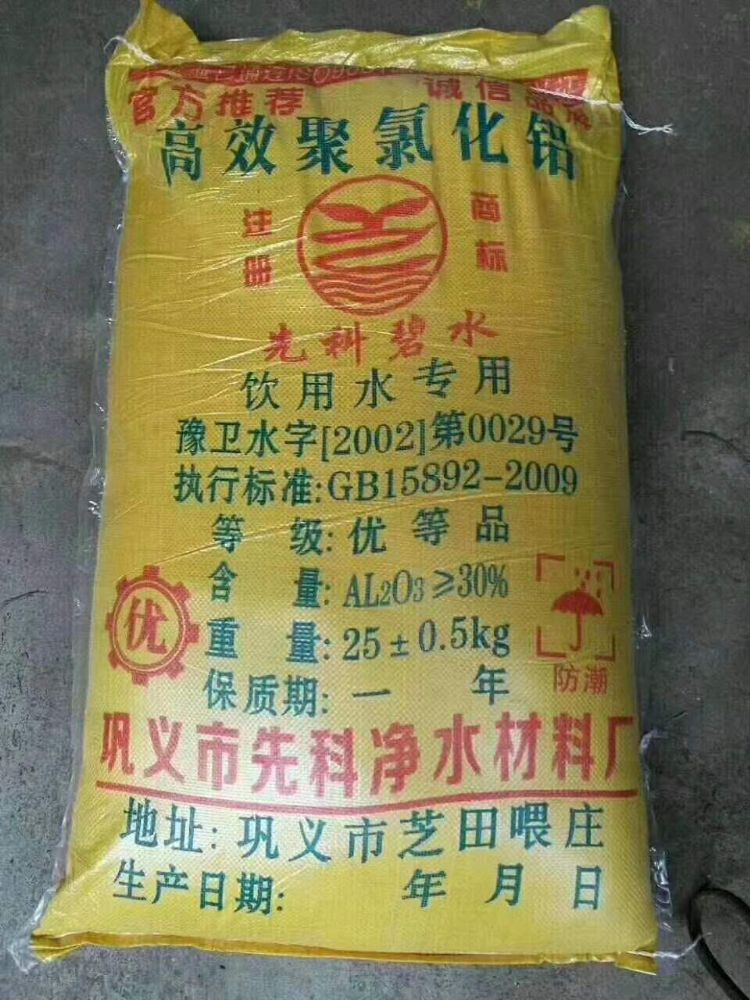 官方推荐 诚信品牌
高效聚氯化铝
注册 商标
先科碧水
饮用水专用
豫卫水字[2002]第0029号
执行标准:GB15892-2009
等级:优等品
含量:AL₂O₃≥30%
优
重量:25±0.5kg
防潮
保质期:一年
巩义市先科净水材料厂
地址:巩义市芝田喂庄
生产日期: 年 月 日